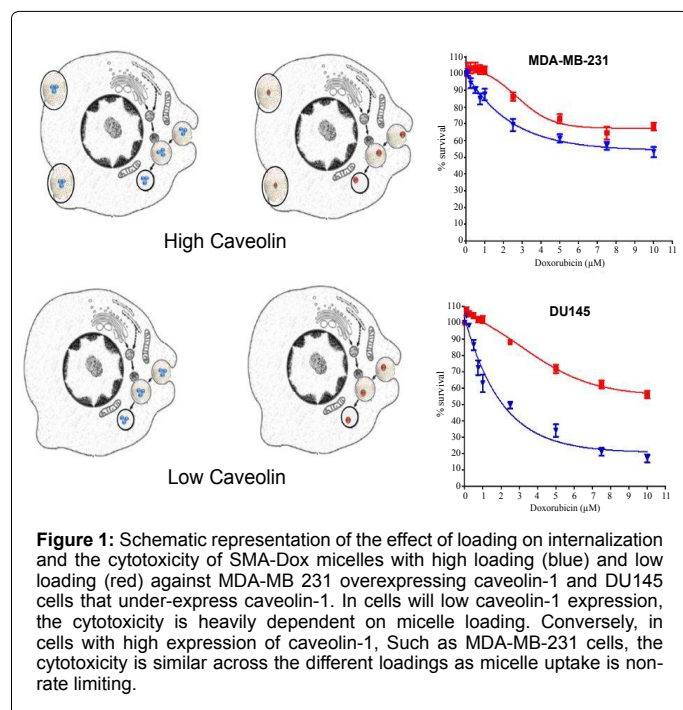 MDA-MB-231
110
100
90
80
70
60
50
40
30
20
10
0
% survival
0 1 2 3 4 5 6 7 8 9 10 11
Doxorubicin (µM)
High Caveolin
DU145
110
100
90
80
70
60
50
40
30
20
10
0
% survival
0 1 2 3 4 5 6 7 8 9 10 11
Doxorubicin (µM)
Low Caveolin
Figure 1: Schematic representation of the effect of loading on internalization
and the cytotoxicity of SMA-Dox micelles with high loading (blue) and low
loading (red) against MDA-MB 231 overexpressing caveolin-1 and DU145
cells that under-express caveolin-1. In cells will low caveolin-1 expression,
the cytotoxicity is heavily dependent on micelle loading. Conversely, in
cells with high expression of caveolin-1, Such as MDA-MB-231 cells, the
cytotoxicity is similar across the different loadings as micelle uptake is non-
rate limiting.